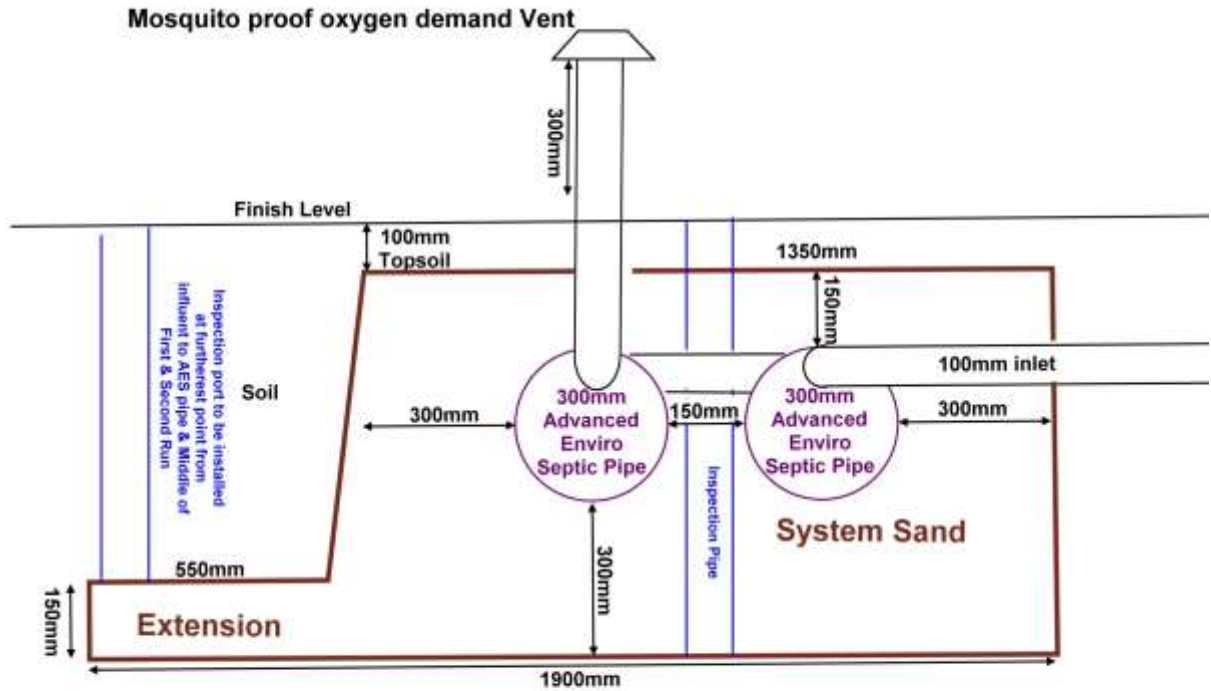 Mosquito proof oxygen demand Vent
300mm
Finish Level
100mm
Topsoil
1350mm
150mm
Inspection port to be installed
at furtherest point from
influent to AES pipe & Middle of
First & Second Run
Soil
100mm inlet
300mm
300mm
Advanced
Enviro
Septic Pipe
150mm
300mm
Advanced
Enviro
Septic Pipe
300mm
Inspection Pipe
System Sand
300mm
550mm
150mm
Extension
1900mm